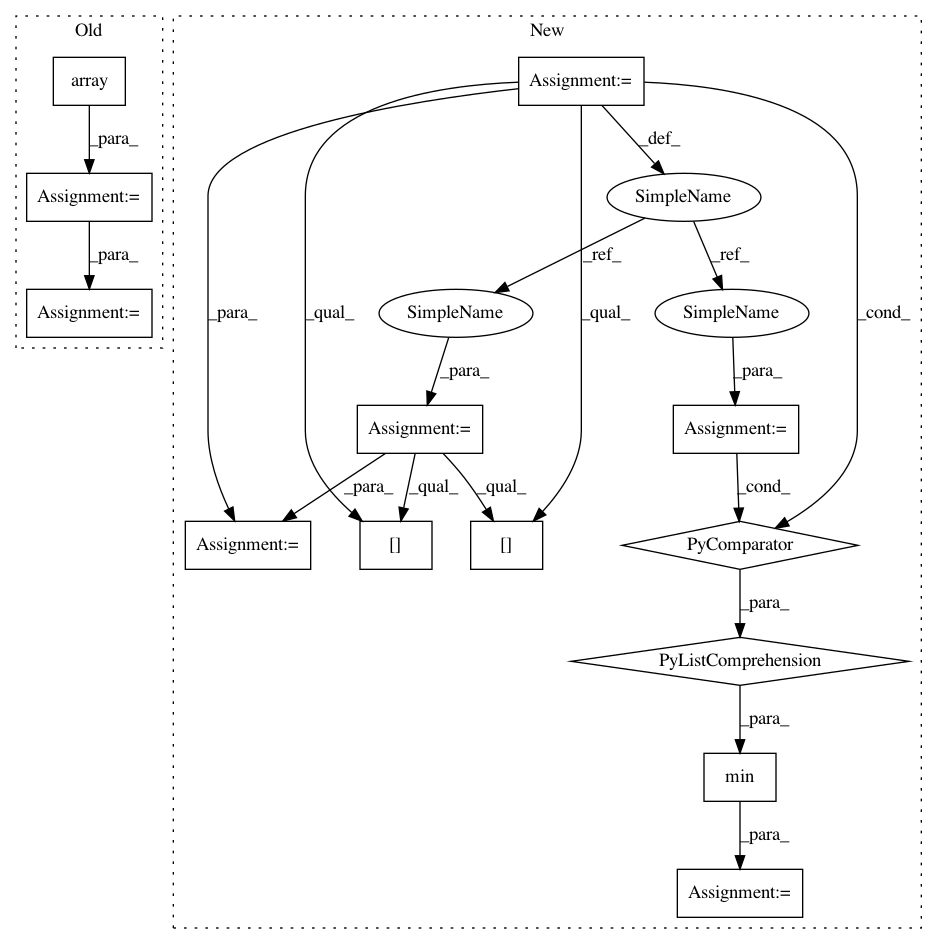 Old
New
array
Assignment:=
_para_
_def_
Assignment:=
SimpleName
_para_
_ref_
_ref_
Assignment:=
_para_
_qual_
SimpleName
_qual_
SimpleName
_cond_
_para_
_para_
Assignment:=
Assignment:=
_para_
_qual_
_qual_
_cond_
Assignment:=
[]
[]
PyComparator
_para_
PyListComprehension
_para_
min
_para_
Assignment:=